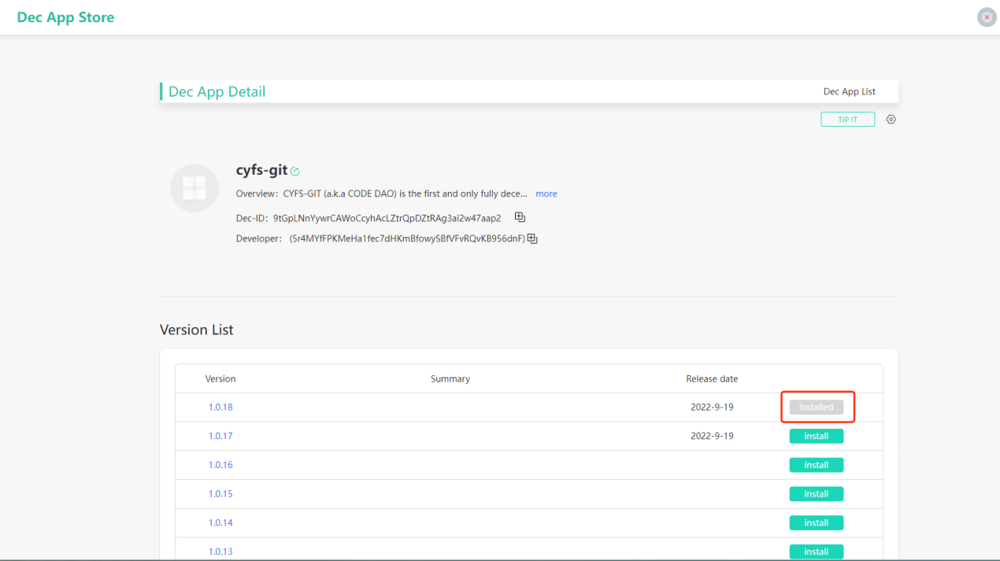 Dec App Store
Dec App Detail
Dec App List
TIP IT
cyfs-git
Overview: CYFS-GIT (a.k.a CODE DAO) is the first and only fully dece... more
Dec-ID: 9tGpLNnYywrCAWoCcyhAcLZtrQpDZtRAg3ai2w47aap2
Developer: (5r4MYfFPKMeHa1fec7dHKmBfowySBfVFvRQvKB956dnF)
Version List
Version Summary Release date
1.0.18 2022-9-19 installed
1.0.17 2022-9-19 install
1.0.16 install
1.0.15 install
1.0.14 install
1.0.13 install